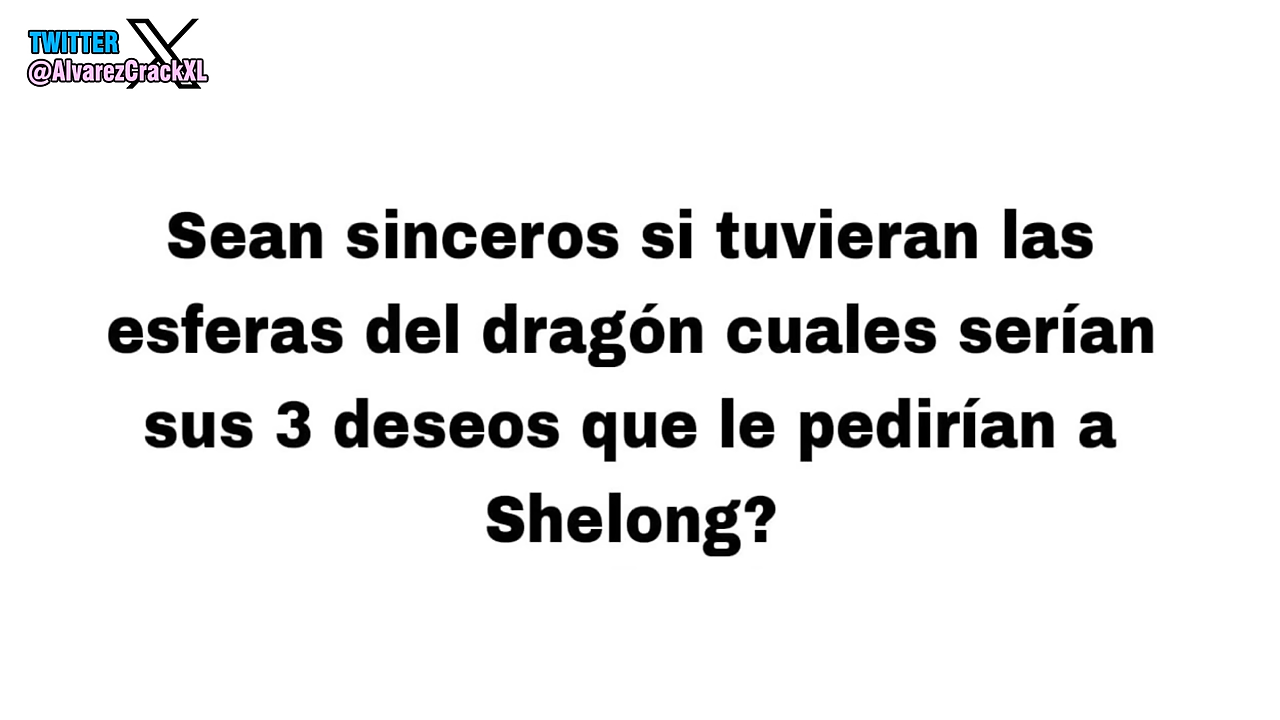 TWITTER X
@AlvarezCrackXL
Sean sinceros si tuvieran las
esferas del dragón cuales serían
sus 3 deseos que le pedirían a
Shelong?